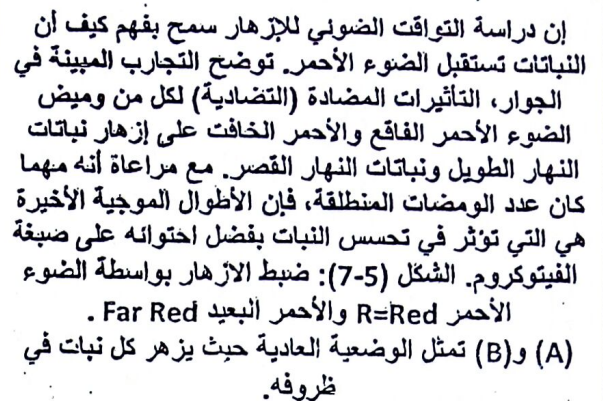 إن دراسة التواقت الضوئي للإزهار سمح بفهم كيف أن
النباتات تستقبل الضوء الأحمر. توضح التجارب المبينة في
الجوار، التأثيرات المضادة (التضادية) لكل من وميض
الضوء الأحمر الفاقع والأحمر الخافت على إزهار نباتات
النهار الطويل ونباتات النهار القصر. مع مراعاة أنه مهما
كان عدد الومضات المنطلقة، فإن الأطوال الموجية الأخيرة
هي التي تؤثر في تحسس النبات بفضل احتوائه على صبغة
الفيتوكروم. الشكل (5-7): ضبط الازهار بواسطة الضوء
الأحمر R=Red والأحمر البعيد Far Red .
(A) و(B) تمثل الوضعية العادية حيث يزهر كل نبات في
ظروفه.